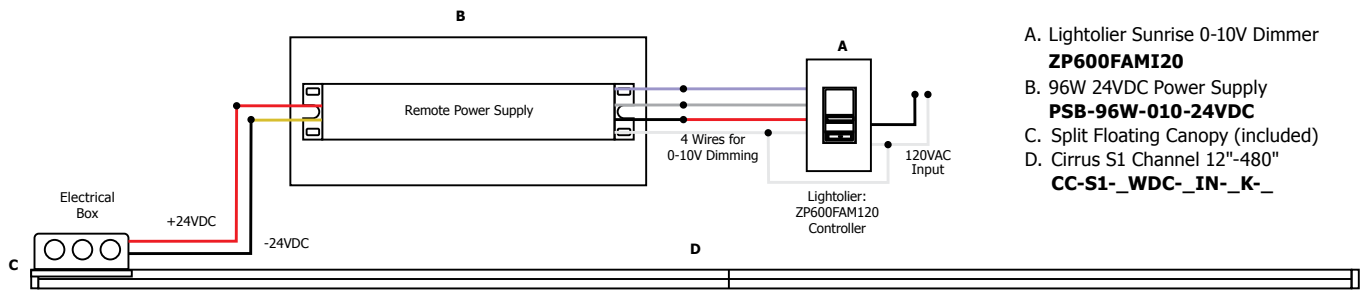 B
A
Remote Power Supply
4 Wires for
0-10V Dimming
120VAC
Input
Lightolier:
ZP600FAM120
Controller
Electrical
Box
+24VDC
-24VDC
C
D
A. Lightolier Sunrise 0-10V Dimmer
ZP600FAMI20
B. 96W 24VDC Power Supply
PSB-96W-010-24VDC
C. Split Floating Canopy (included)
D. Cirrus S1 Channel 12"-480"
CC-S1-_WDC-_IN-_K-_